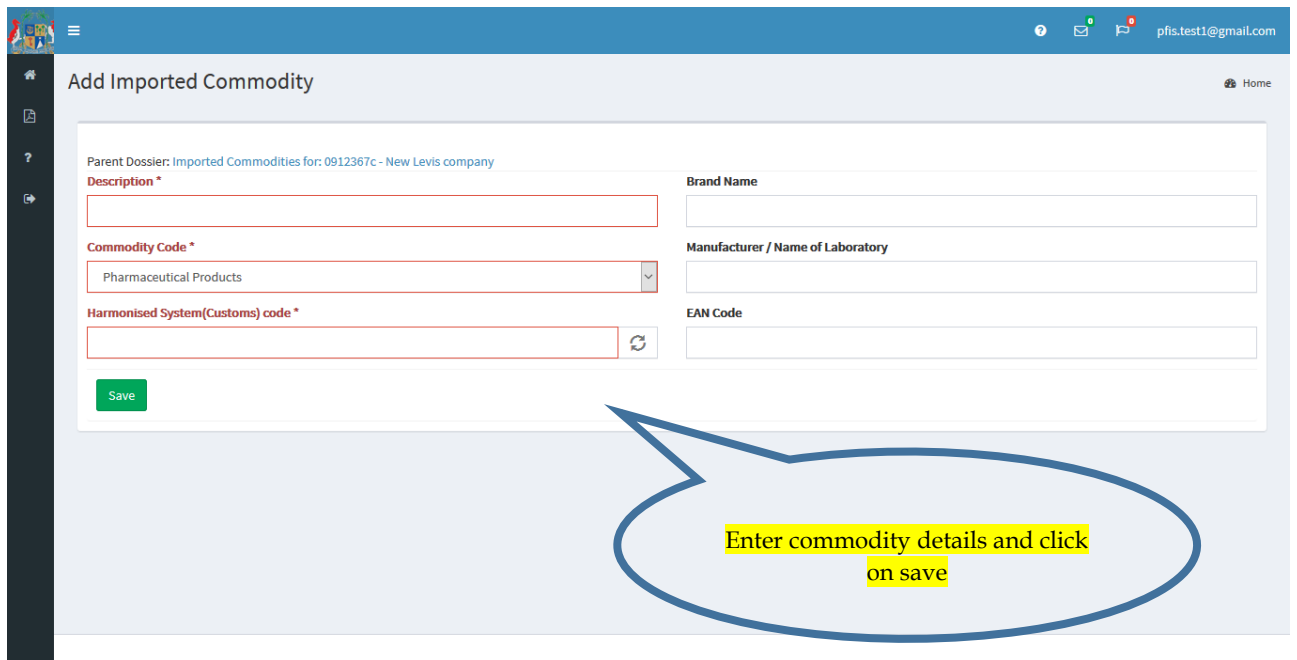 0
0
pfis.test1@gmail.com
Add Imported Commodity
Home
?
Parent Dossier: Imported Commodities for: 0912367c - New Levis company
Description *
Brand Name
Commodity Code *
Manufacturer / Name of Laboratory
Pharmaceutical Products
Harmonised System(Customs) code *
EAN Code
Save
Enter commodity details and click
on save